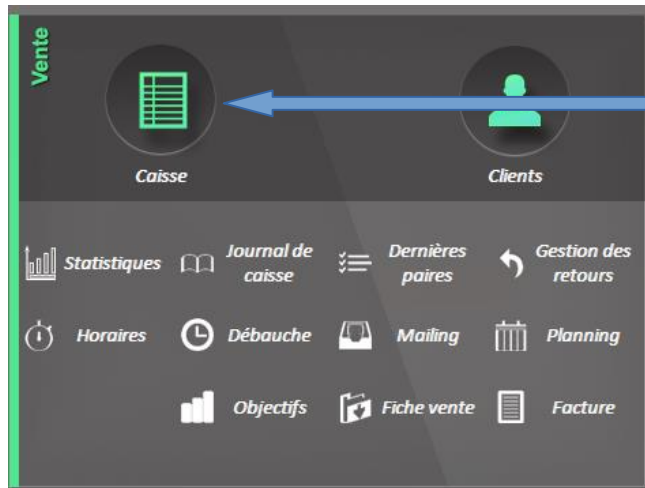 Vente
Caisse
Clients
Statistiques
Journal de
caisse
Dernières
paires
Gestion des
retours
Horaires
Débauche
Mailing
Planning
Objectifs
Fiche vente
Facture